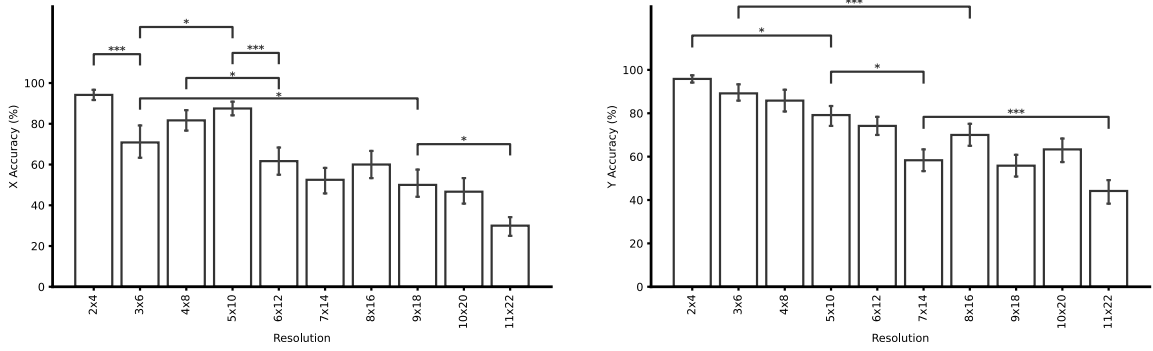 X Accuracy (%)
100
80
60
40
20
0
***
*
***
*
*
*
2x4
3x6
4x8
5x10
6x12
7x14
8x16
9x18
10x20
11x22
Resolution
Y Accuracy (%)
100
80
60
40
20
0
***
*
*
***
2x4
3x6
4x8
5x10
6x12
7x14
8x16
9x18
10x20
11x22
Resolution